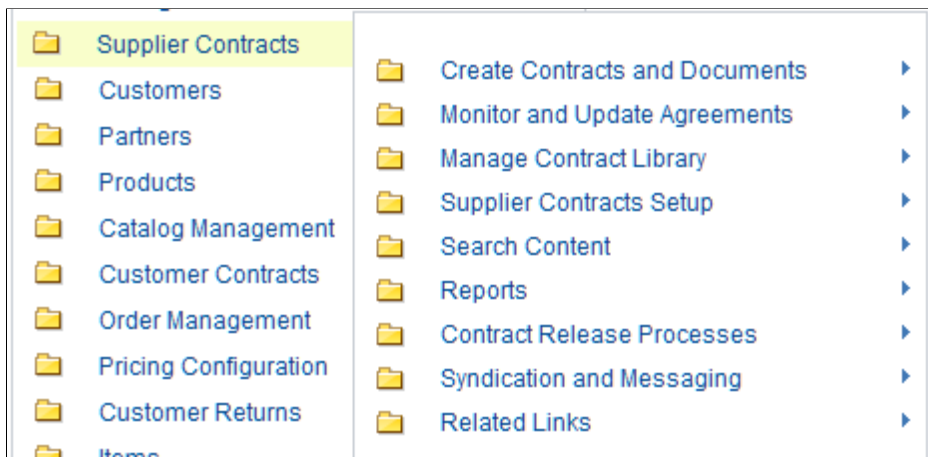 Supplier Contracts
Customers
Partners
Products
Catalog Management
Customer Contracts
Order Management
Pricing Configuration
Customer Returns
Items
Create Contracts and Documents
Monitor and Update Agreements
Manage Contract Library
Supplier Contracts Setup
Search Content
Reports
Contract Release Processes
Syndication and Messaging
Related Links